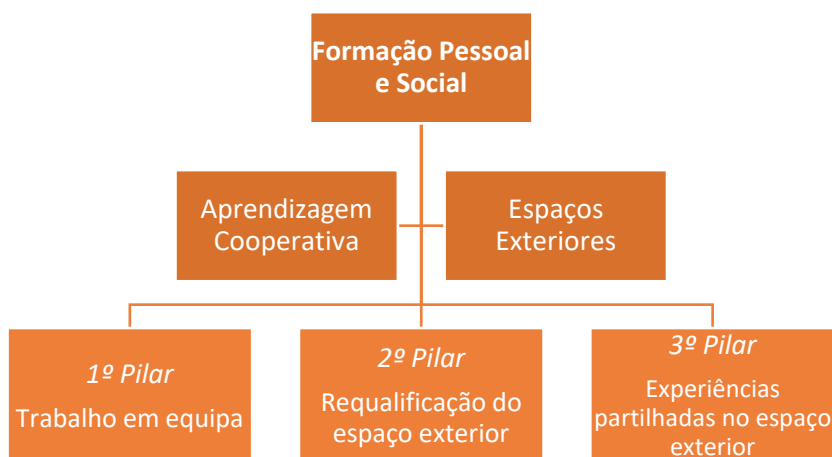 Formação Pessoal
e Social
Aprendizagem
Cooperativa
Espaços
Exteriores
1º Pilar
Trabalho em equipa
2º Pilar
Requalificação do
espaço exterior
3º Pilar
Experiências
partilhadas no espaço
exterior